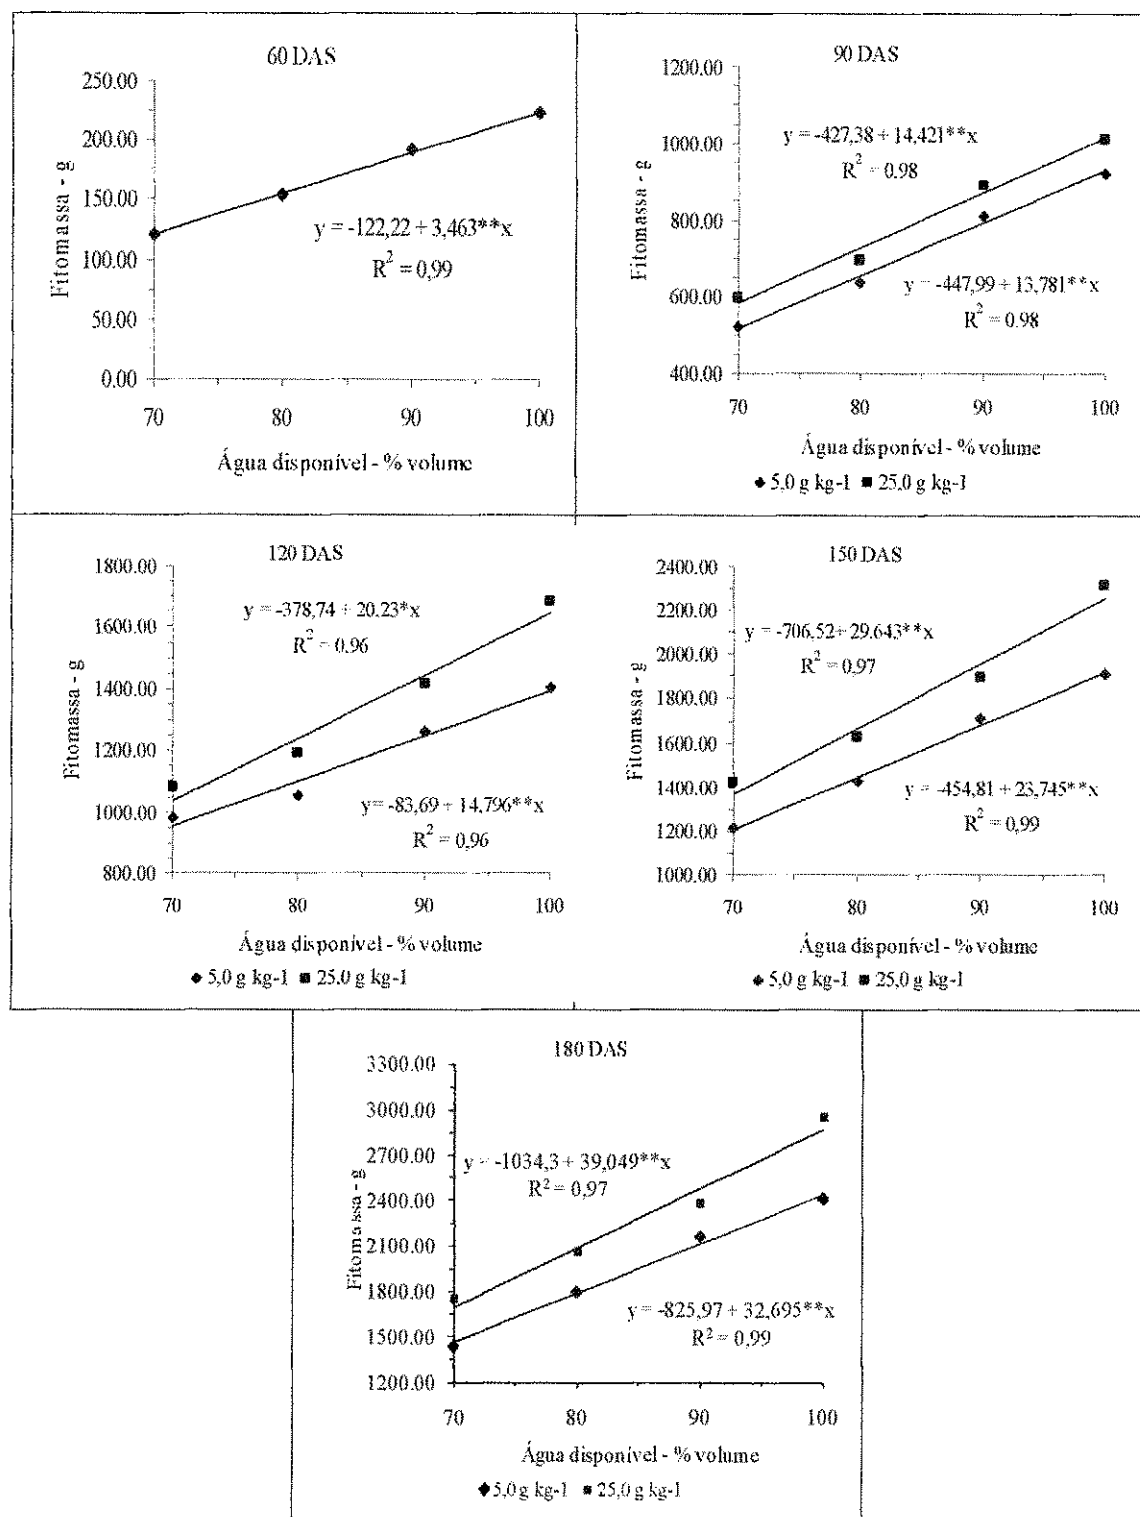 60 DAS
250.00
200.00
150.00
100.00
50.00
0.00
Fitomassa - g
y = -122,22 + 3,463**x
R² = 0,99
70 80 90 100
Água disponível - % volume
90 DAS
1200.00
1000.00
800.00
600.00
400.00
Fitomassa - g
y = -427,38 + 14,421**x
R² = 0.98
y = -447,99 + 13,781**x
R² = 0.98
70 80 90 100
Água disponível - % volume
5,0 g kg-1 25,0 g kg-1
120 DAS
1800.00
1600.00
1400.00
1200.00
1000.00
800.00
Fitomassa - g
y = -378,74 + 20.23*x
R² = 0.96
y= -83,69 + 14,796**x
R² = 0,96
70 80 90 100
Água disponível - % volume
5,0 g kg-1 25.0 g kg-1
150 DAS
2400.00
2200.00
2000.00
1800.00
1600.00
1400.00
1200.00
1000.00
Fitomassa - g
y = -706,52+ 29.643**x
R² = 0,97
y = -454,81 + 23,745**x
R² = 0,99
70 80 90 100
Água disponível - % volume
5,0 g kg-1 25,0 g kg-1
180 DAS
3300.00
3000.00
2700.00
2400.00
2100.00
1800.00
1500.00
1200.00
Fitomassa - g
y = -1034,3 + 39,049**x
R² = 0,97
y = -825,97 + 32,695**x
R² = 0,99
70 80 90 100
Água disponível - % volume
5,0 g kg-1 25,0 g kg-1